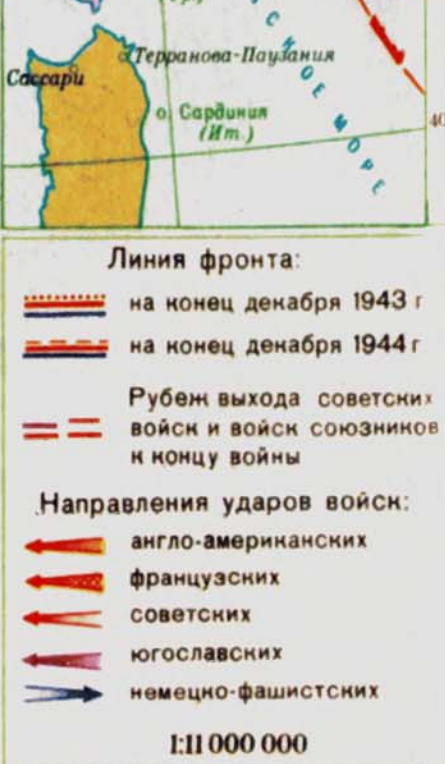 Терранова-Паузания
Сассари
о. Сардиния
(Ит.)
СКОЕ МОРЕ
40
Линия фронта:
на конец декабря 1943 г
на конец декабря 1944 г
Рубеж выхода советских
войск и войск союзников
к концу войны
Направления ударов войск:
англо-американских
французских
советских
югославских
немецко-фашистских
1:11 000 000